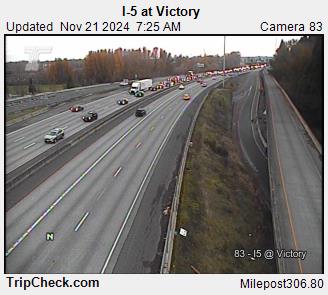 I-5 at Victory
Updated Nov 21 2024 7:25 AM Camera 83
N
83 - I5 @ Victory
TripCheck.com Milepost306.80